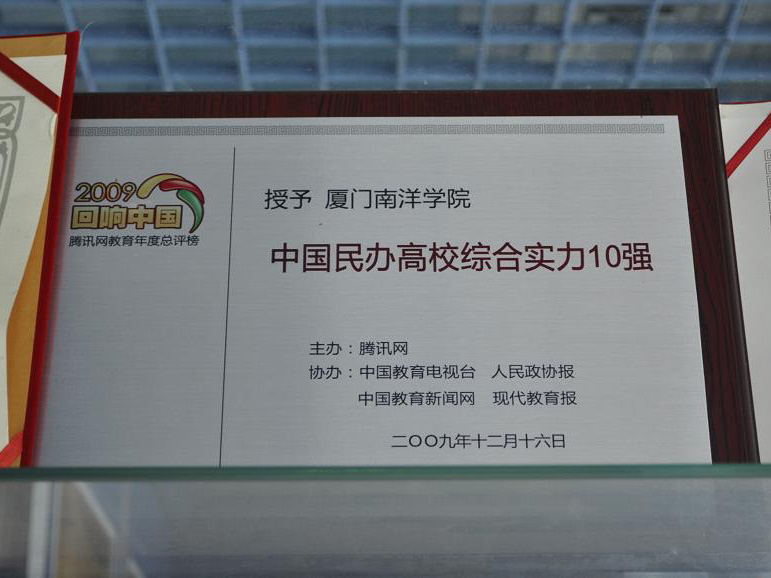 2009
回响中国
腾讯网教育年度总评榜
授予 厦门南洋学院
中国民办高校综合实力10强
主办：腾讯网
协办：中国教育电视台 人民政协报
中国教育新闻网 现代教育报
二〇〇九年十二月十六日